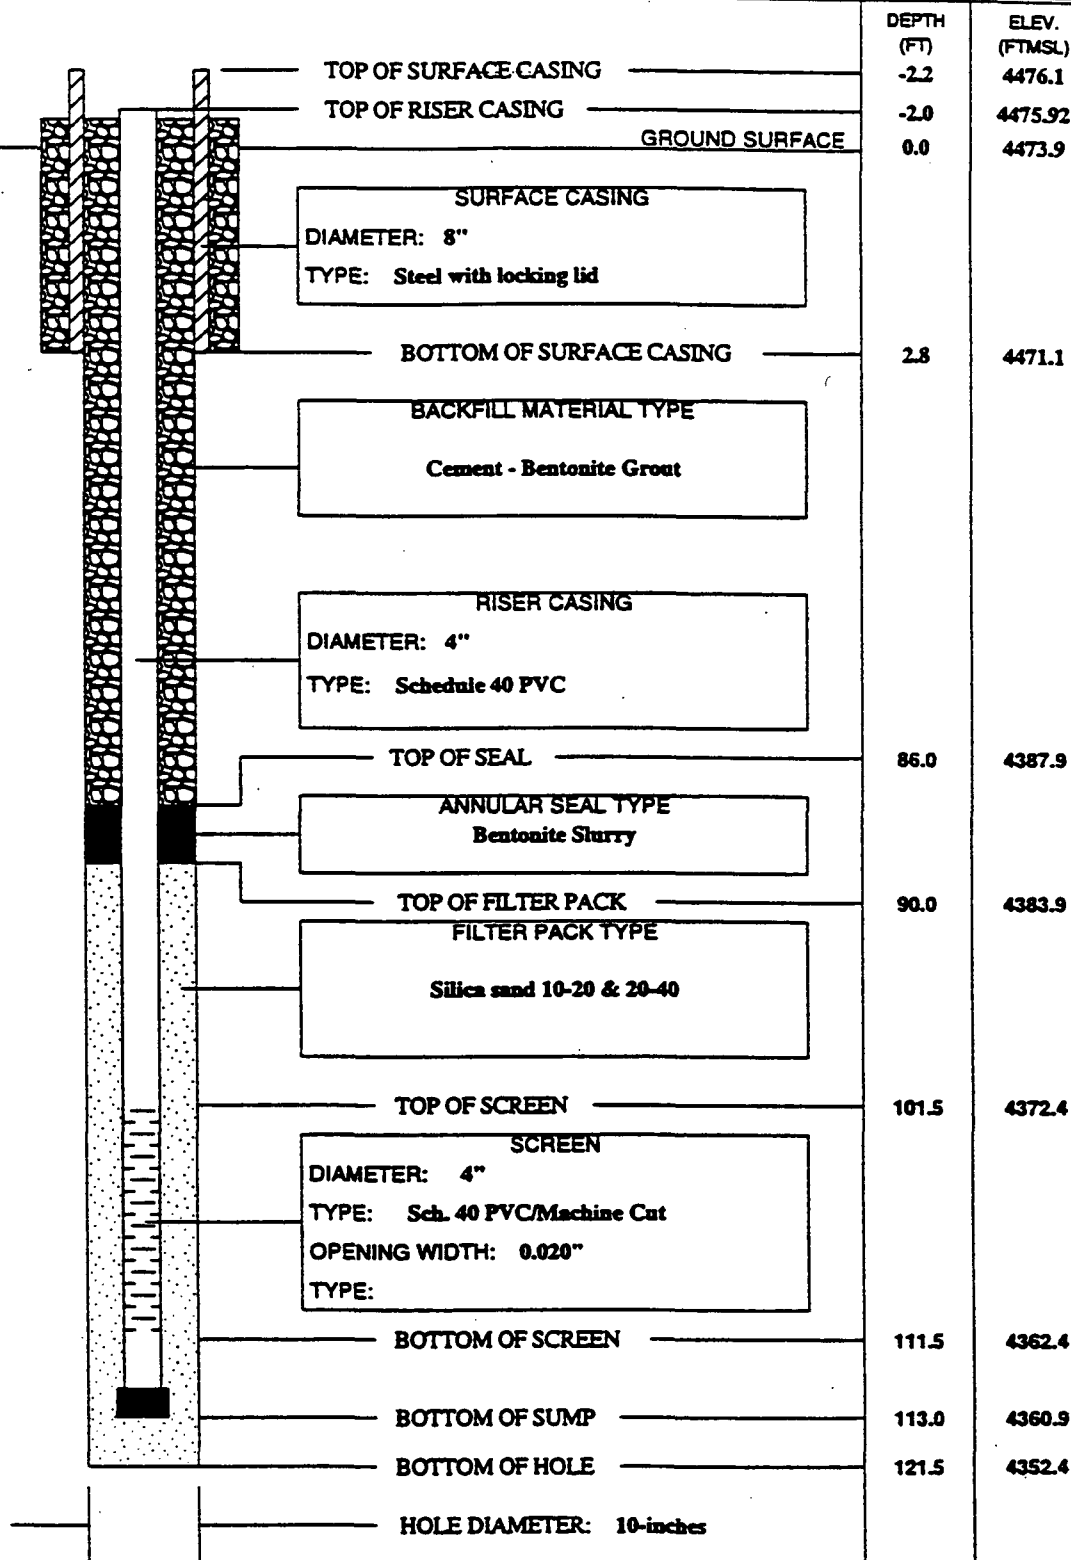 DEPTH ELEV.
(FT) (FTMSL)
TOP OF SURFACE CASING -2.2 4476.1
TOP OF RISER CASING -2.0 4475.92
GROUND SURFACE 0.0 4473.9
SURFACE CASING
DIAMETER: 8"
TYPE: Steel with locking lid
BOTTOM OF SURFACE CASING 2.8 4471.1
BACKFILL MATERIAL TYPE
Cement - Bentonite Grout
RISER CASING
DIAMETER: 4"
TYPE: Schedule 40 PVC
TOP OF SEAL 86.0 4387.9
ANNULAR SEAL TYPE
Bentonite Slurry
TOP OF FILTER PACK 90.0 4383.9
FILTER PACK TYPE
Silica sand 10-20 & 20-40
TOP OF SCREEN 101.5 4372.4
SCREEN
DIAMETER: 4"
TYPE: Sch. 40 PVC/Machine Cut
OPENING WIDTH: 0.020"
TYPE:
BOTTOM OF SCREEN 111.5 4362.4
BOTTOM OF SUMP 113.0 4360.9
BOTTOM OF HOLE 121.5 4352.4
HOLE DIAMETER: 10-inches